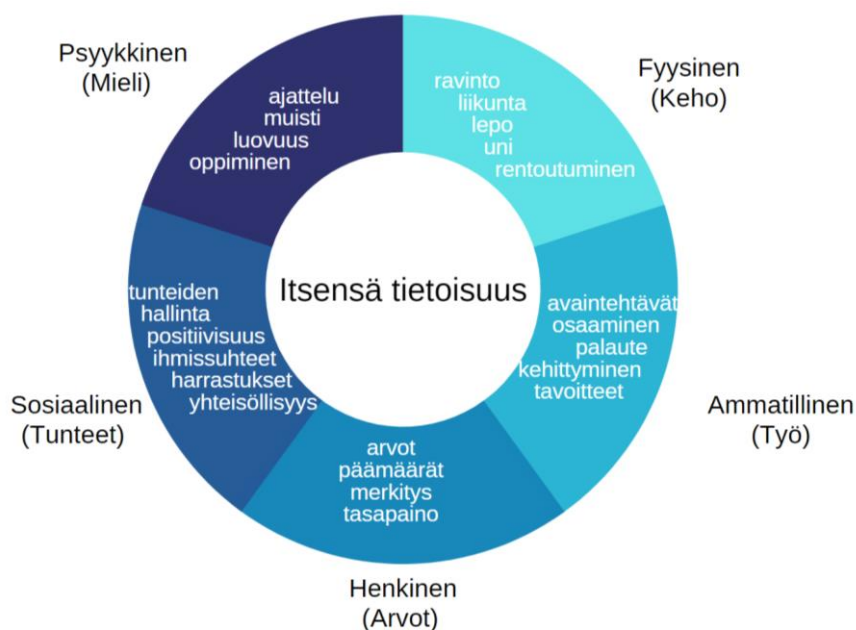 Psyykkinen
(Mieli)
ajattelu
muisti
luovuus
oppiminen
Fyysinen
(Keho)
ravinto
liikunta
lepo
uni
rentoutuminen
Itsensä tietoisuus
tunteiden
hallinta
positiivisuus
ihmissuhteet
harrastukset
yhteisöllisyys
Sosiaalinen
(Tunteet)
avaintehtävät
osaaminen
palaute
kehittyminen
tavoitteet
Ammatillinen
(Työ)
arvot
päämäärät
merkitys
tasapaino
Henkinen
(Arvot)